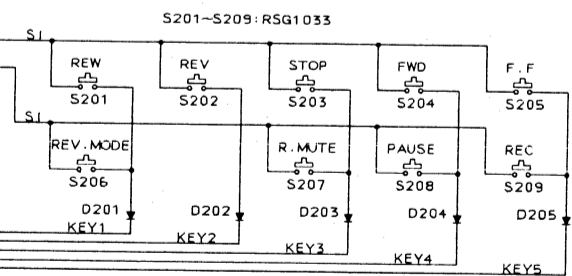 S201~S209:RSG1033
S1
REW REV STOP FWD F.F
S201 S202 S203 S204 S205
S1
REV.MODE R.MUTE PAUSE REC
S206 S207 S208 S209
D201 D202 D203 D204 D205
KEY1
KEY2
KEY3
KEY4
KEY5